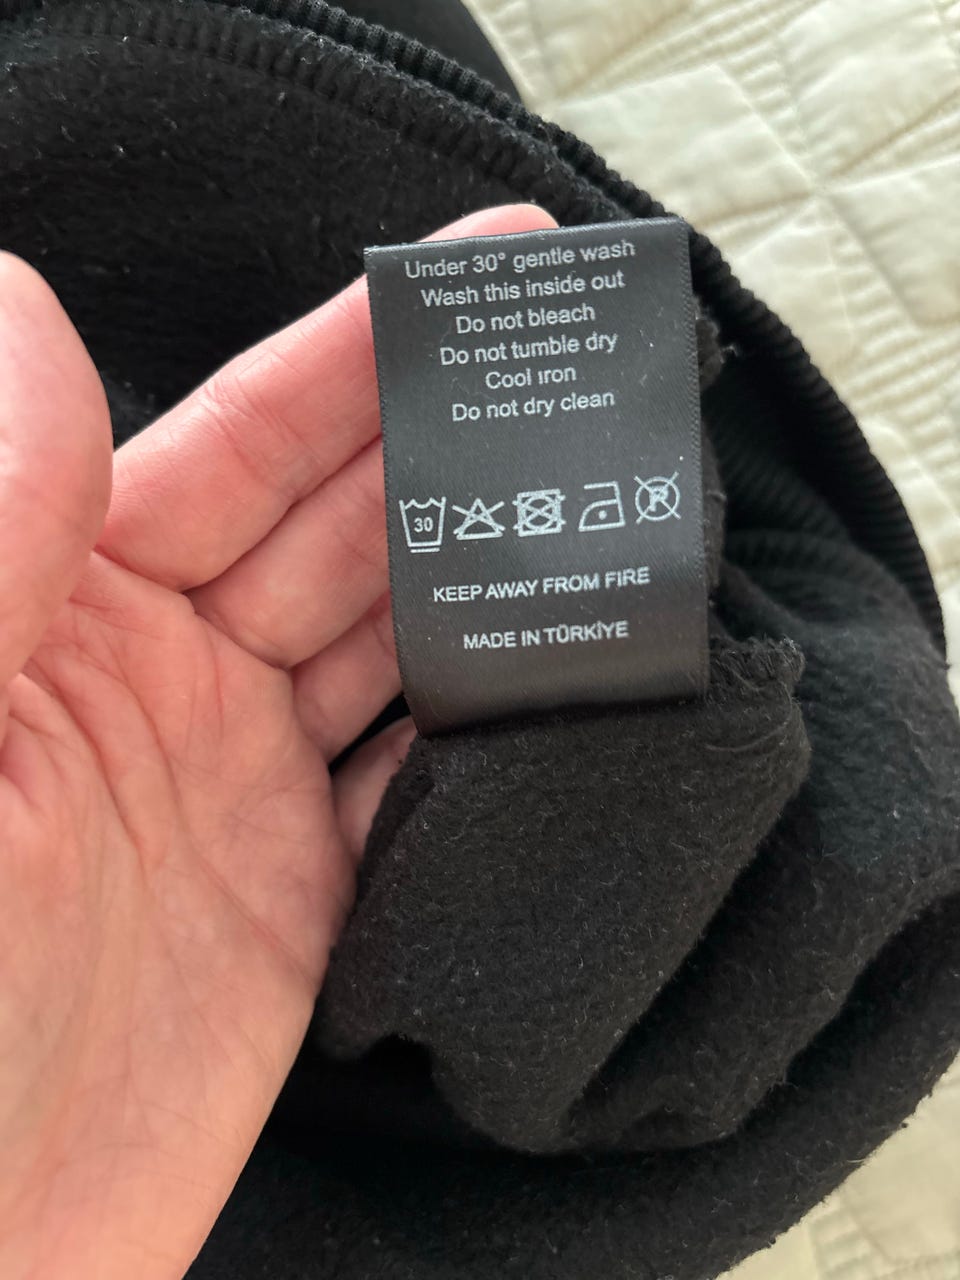 Under 30° gentle wash
Wash this inside out
Do not bleach
Do not tumble dry
Cool ıron
Do not dry clean
30
P
KEEP AWAY FROM FIRE
MADE IN TÜRKİYE